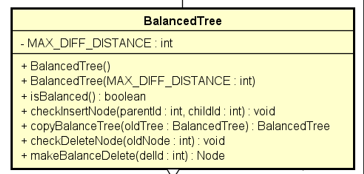 BalancedTree
- MAX_DIFF_DISTANCE : int
+ BalancedTree()
+ BalancedTree(MAX_DIFF_DISTANCE : int)
+ isBalanced() : boolean
+ checkInsertNode(parentId : int, childId : int) : void
+ copyBalanceTree(oldTree : BalancedTree) : BalancedTree
+ checkDeleteNode(oldNode : int) : void
+ makeBalanceDelete(delId : int) : Node